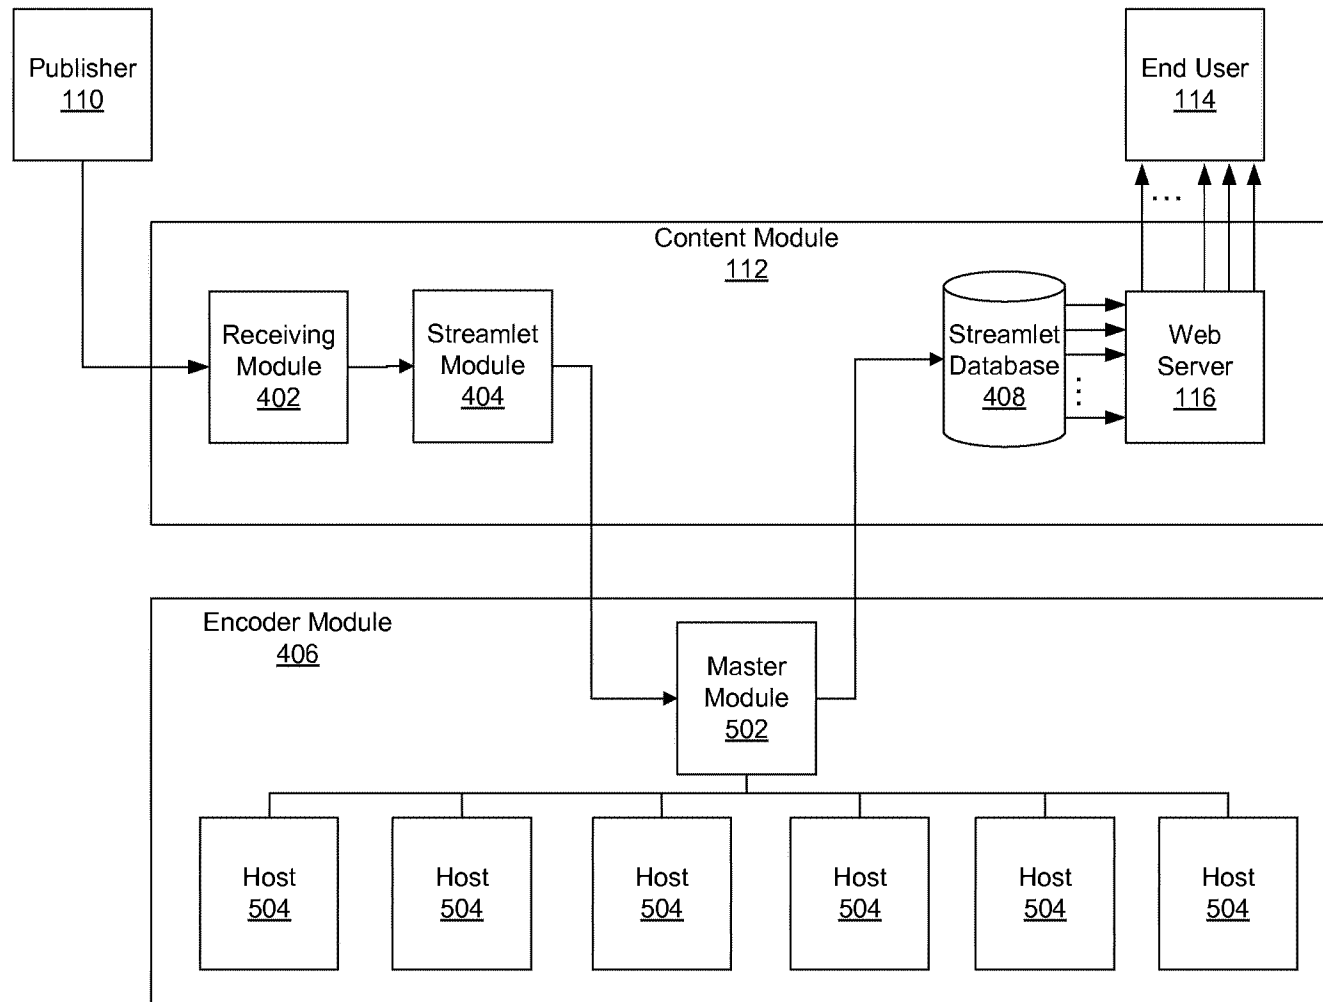 Publisher
110
End User
114
Content Module
112
Receiving
Module
402
Streamlet
Module
404
Streamlet
Database
408
Web
Server
116
Encoder Module
406
Master
Module
502
Host
504
Host
504
Host
504
Host
504
Host
504
Host
504